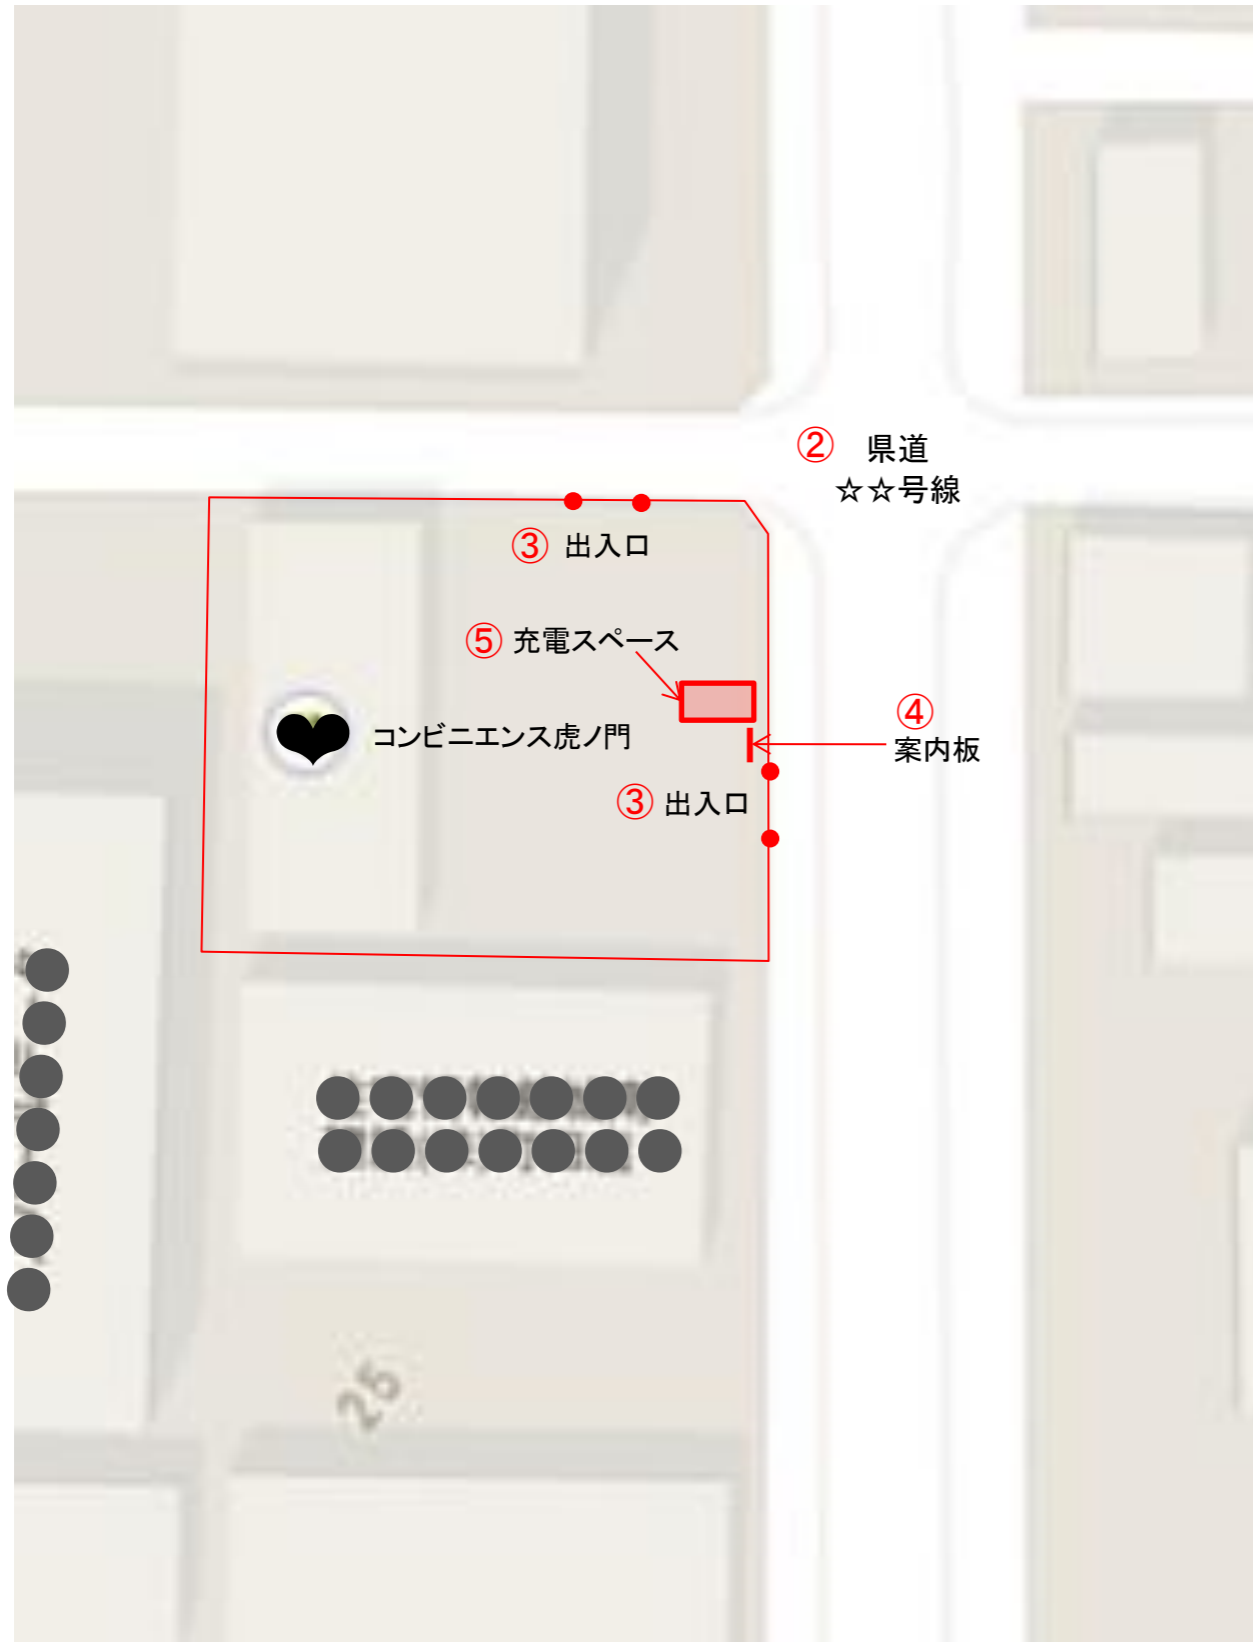 ② 県道
☆☆号線
③ 出入口
⑤ 充電スペース
④
案内板
コンビニエンス虎ノ門
③ 出入口
25